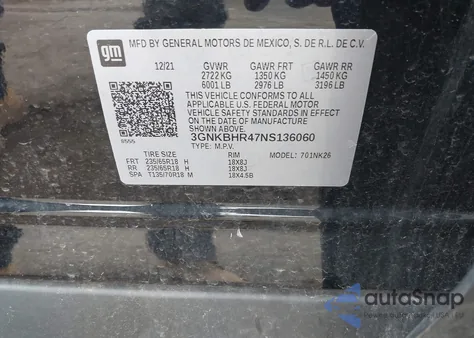 gm
MFD BY GENERAL MOTORS DE MEXICO, S. DE R.L. DE C.V.
12/21 GVWR GAWR FRT GAWR RR
2722 KG 1350 KG 1450 KG
6001 LB 2976 LB 3196 LB
THIS VEHICLE CONFORMS TO ALL
APPLICABLE U.S. FEDERAL MOTOR
VEHICLE SAFETY STANDARDS IN EFFECT
ON THE DATE OF MANUFACTURE SHOWN ABOVE.
3GNKBHR47NS136060
TYPE: M.P.V.
TIRE SIZE RIM MODEL: 701NK26
FRT 235/65R18 H 18X8J
RR 235/65R18 H 18X8J
SPA T135/70R18 M 18X4.5B
autoSnap